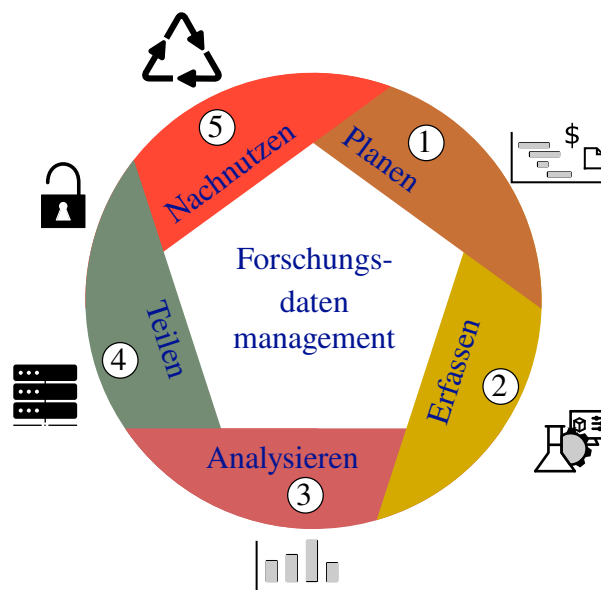 Forschungs-
daten
management
1
Planen
$
2
Erfassen
3
Analysieren
4
Teilen
5
Nachnutzen